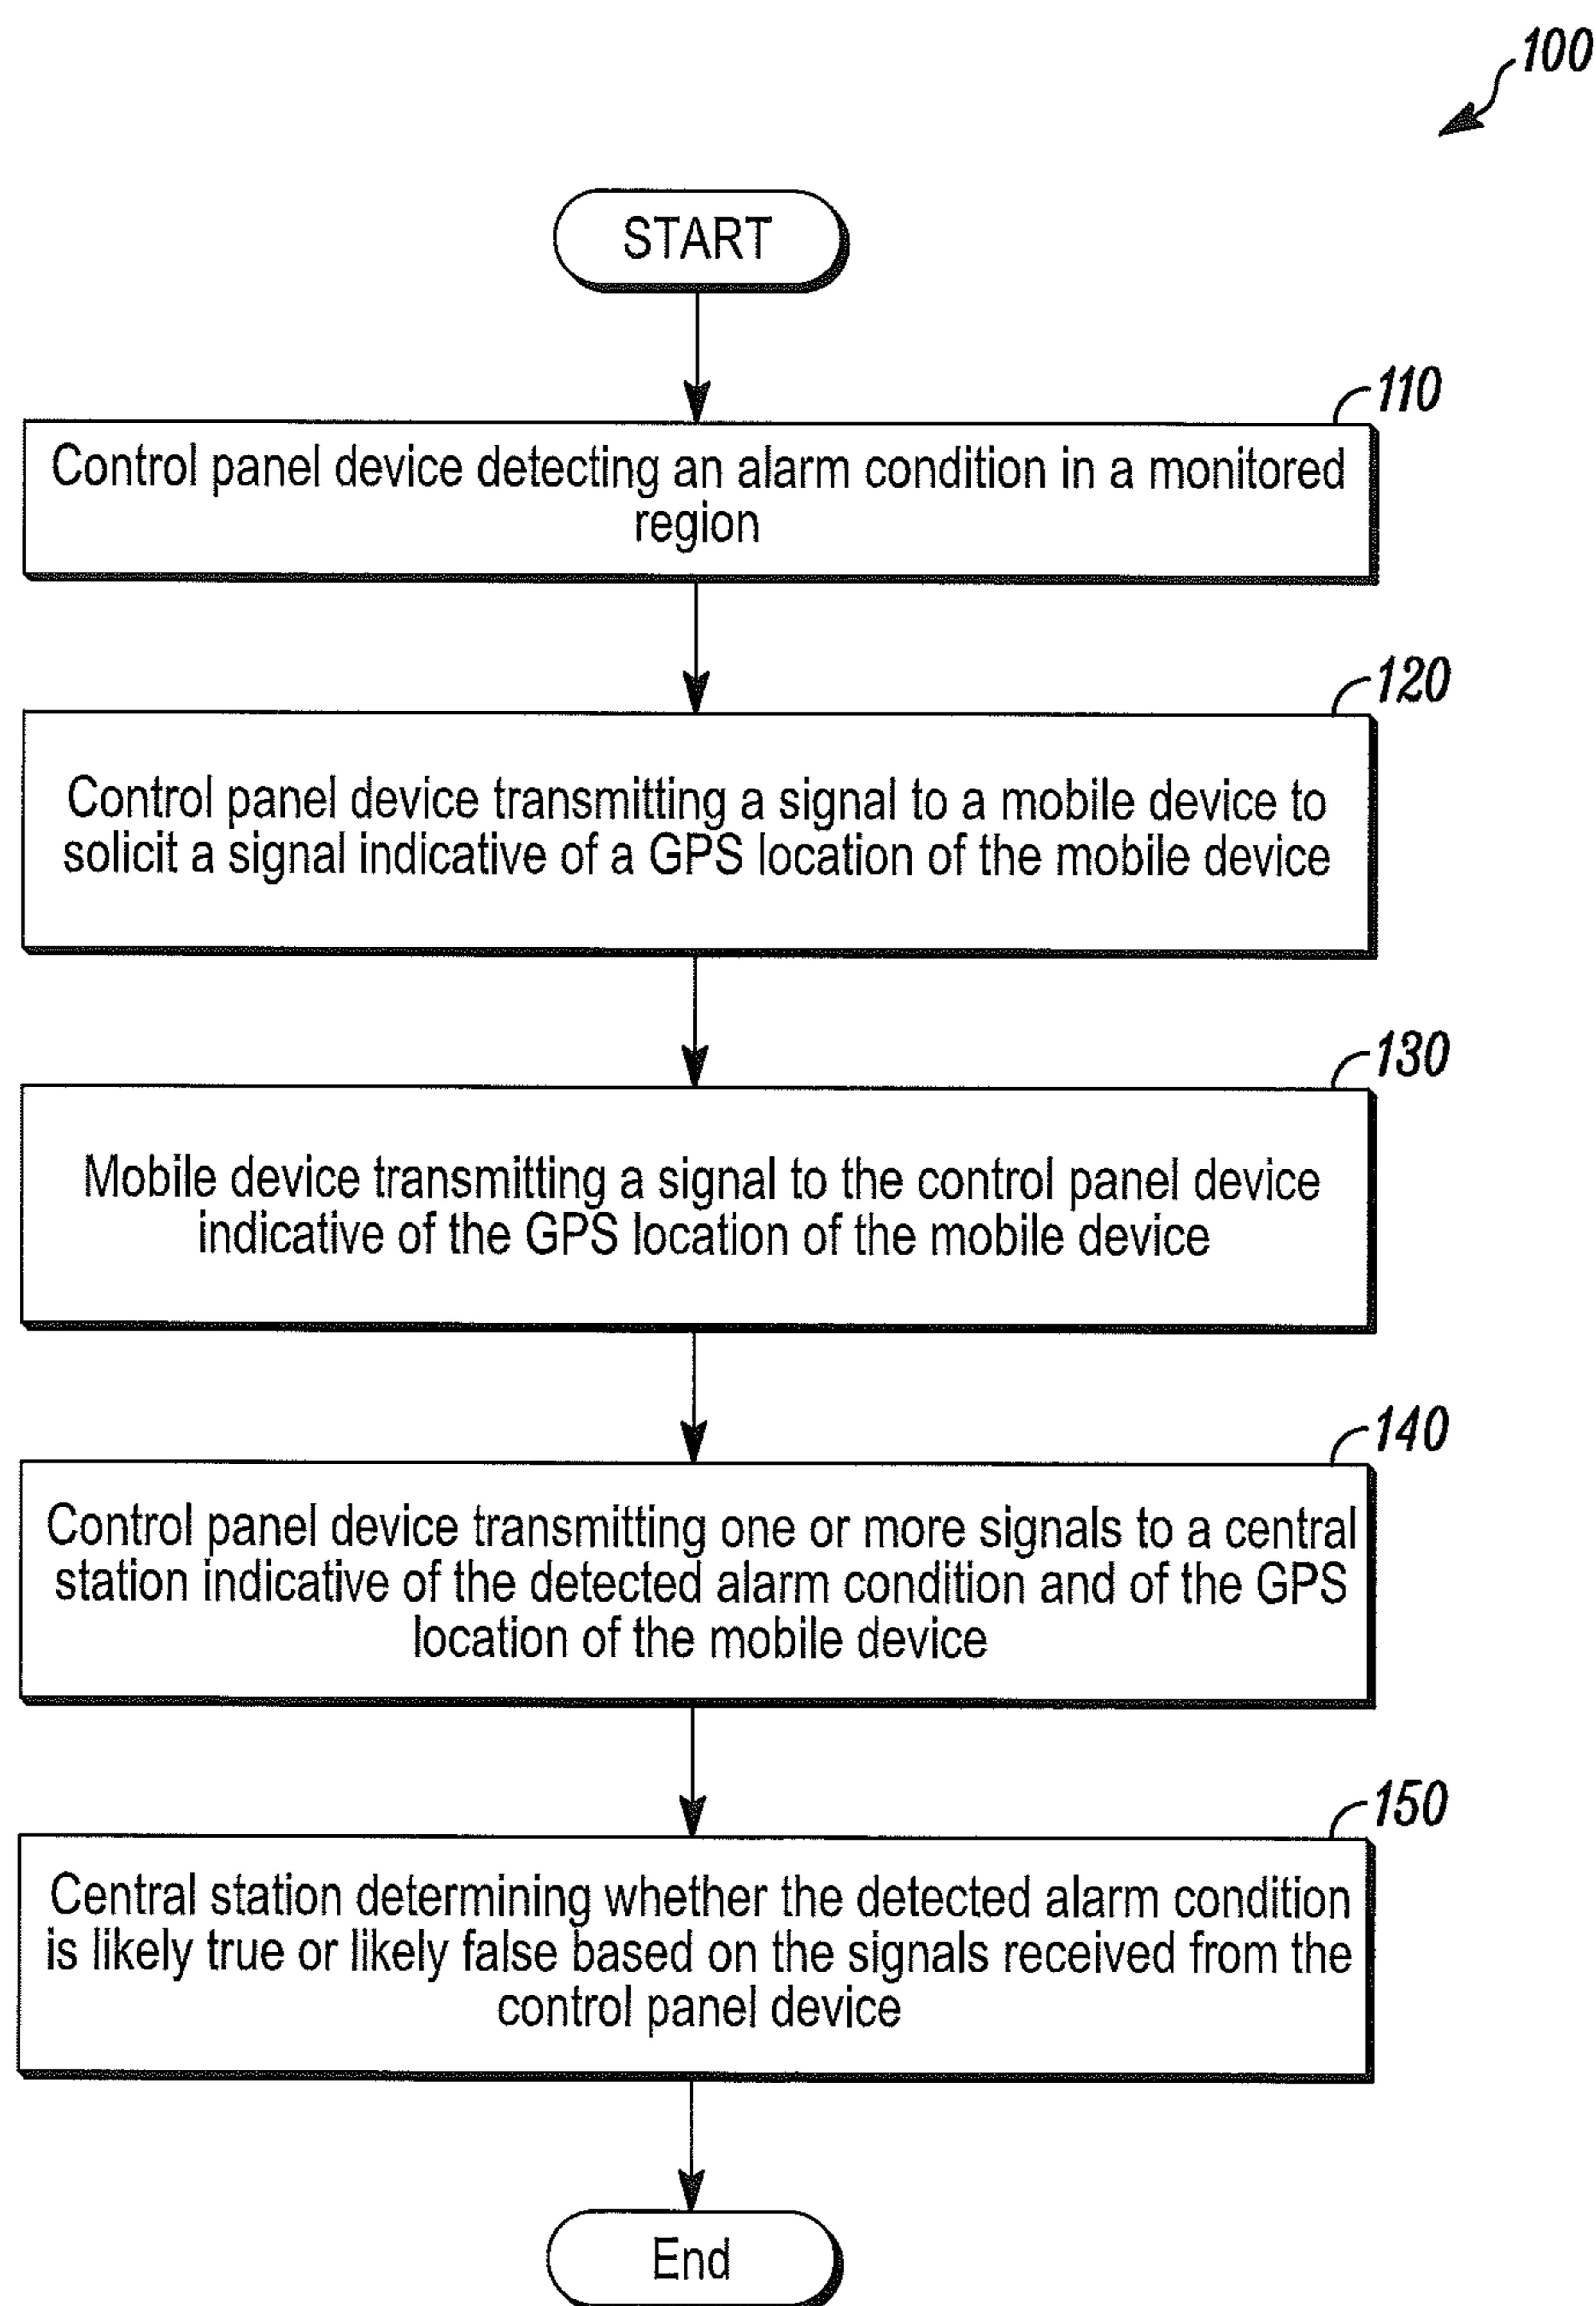 100
START
110
Control panel device detecting an alarm condition in a monitored
region
120
Control panel device transmitting a signal to a mobile device to
solicit a signal indicative of a GPS location of the mobile device
130
Mobile device transmitting a signal to the control panel device
indicative of the GPS location of the mobile device
140
Control panel device transmitting one or more signals to a central
station indicative of the detected alarm condition and of the GPS
location of the mobile device
150
Central station determining whether the detected alarm condition
is likely true or likely false based on the signals received from the
control panel device
End